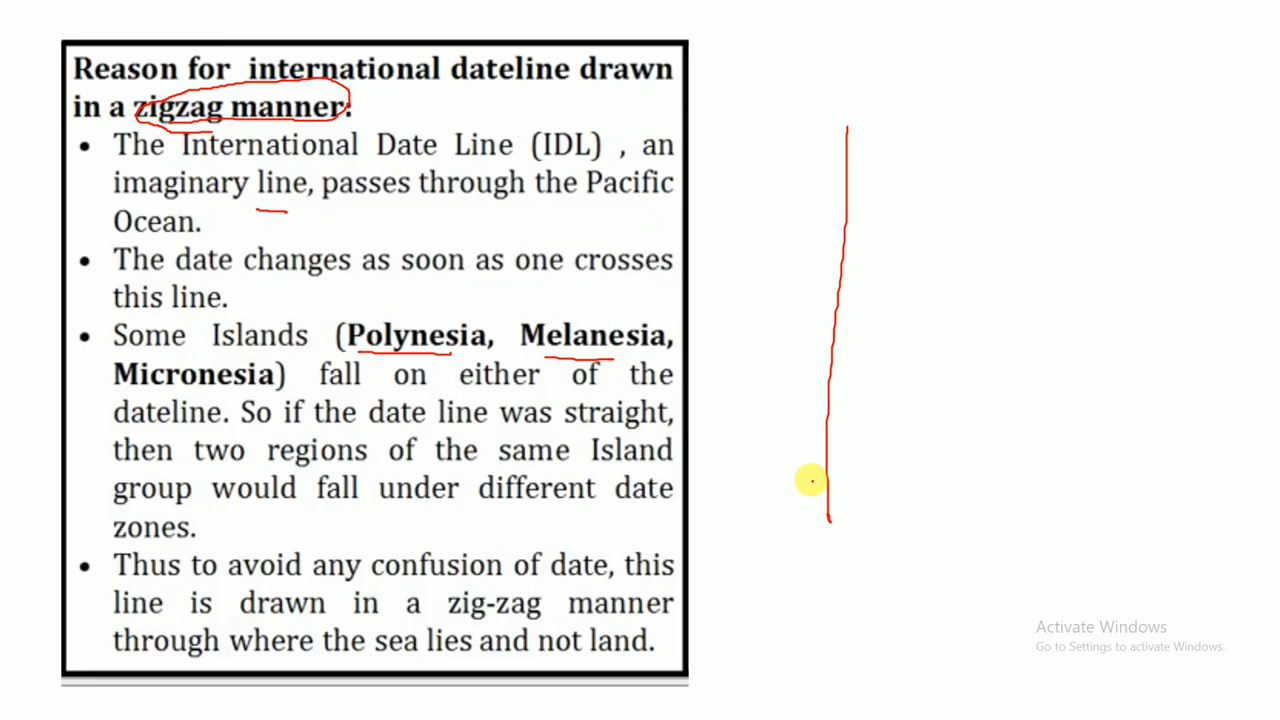 Reason for international dateline drawn
in a zigzag manner:
• The International Date Line (IDL) , an
imaginary line, passes through the Pacific
Ocean.
• The date changes as soon as one crosses
this line.
• Some Islands (Polynesia, Melanesia,
Micronesia) fall on either of the
dateline. So if the date line was straight,
then two regions of the same Island
group would fall under different date
zones.
• Thus to avoid any confusion of date, this
line is drawn in a zig-zag manner
through where the sea lies and not land.
Activate Windows
Go to Settings to activate Windows.